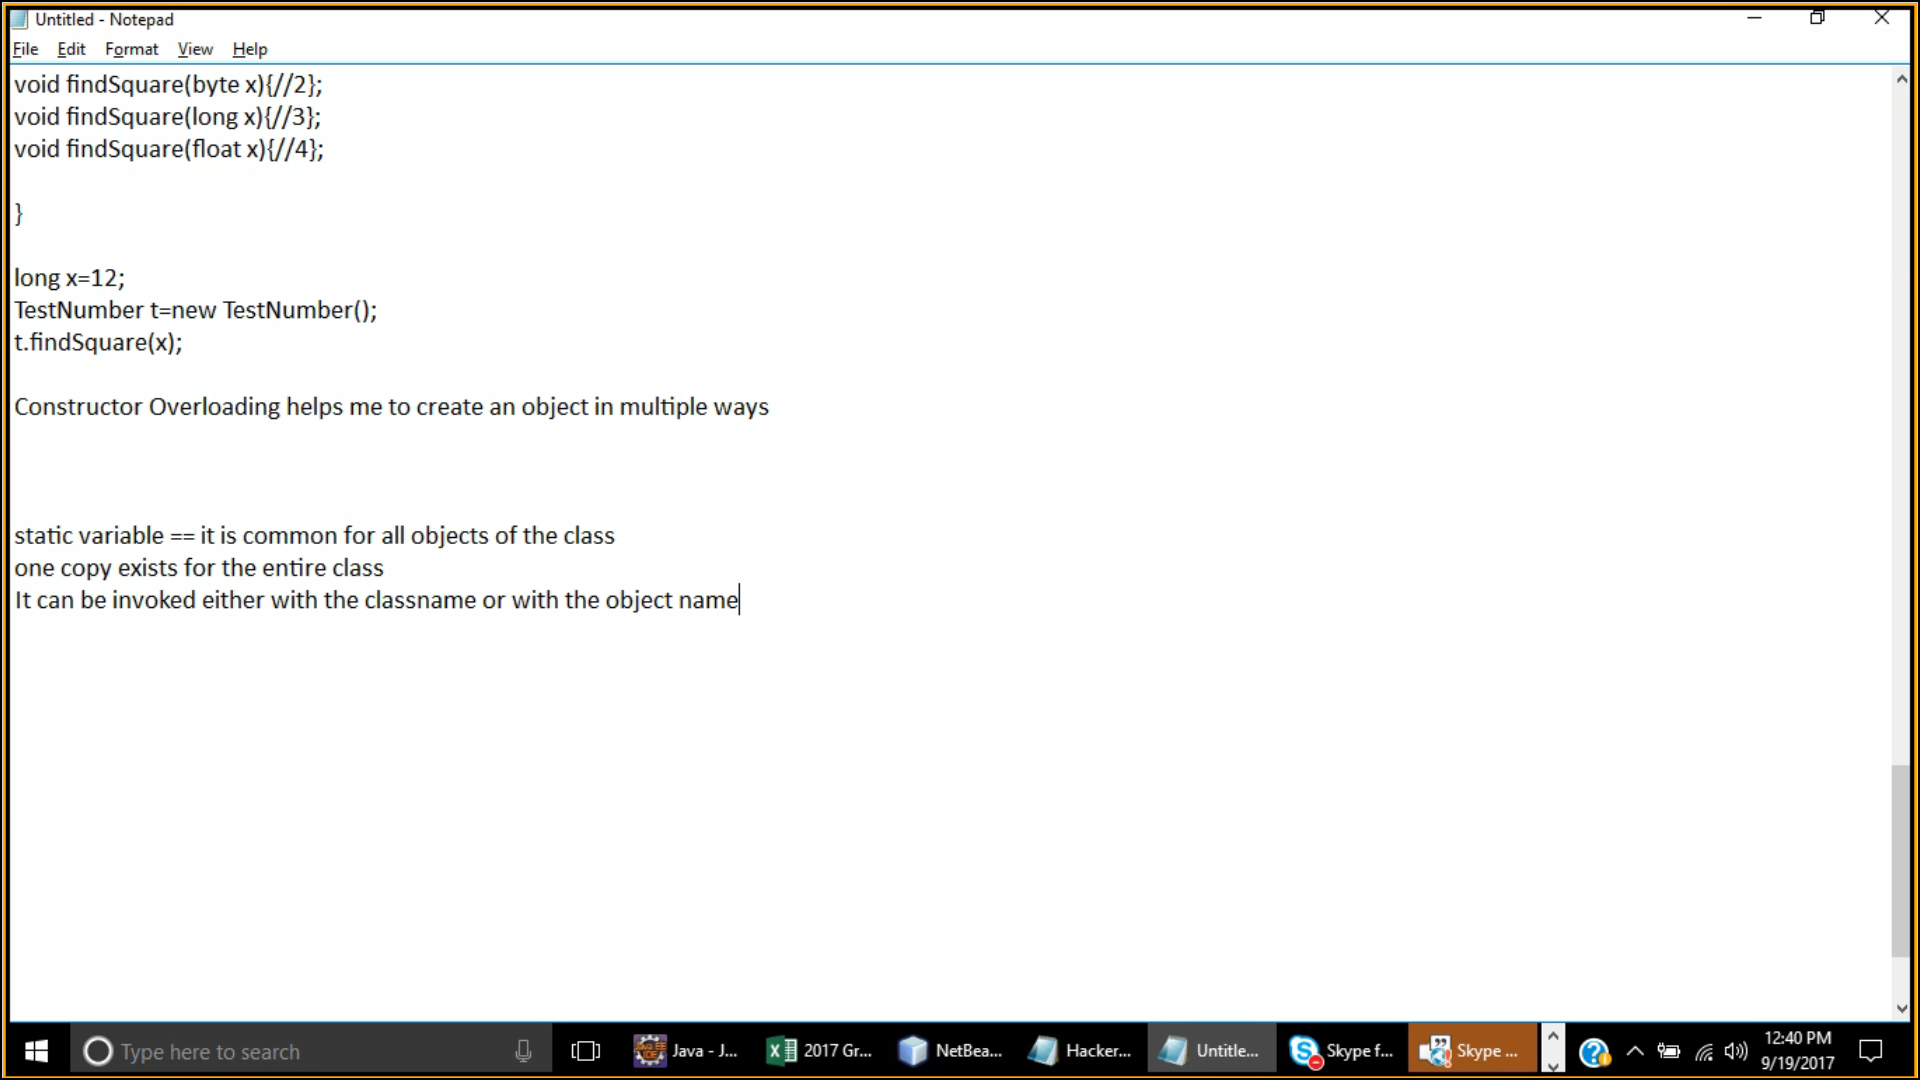 Untitled - Notepad
File Edit Format View Help
void findSquare(byte x){//2};
void findSquare(long x){//3};
void findSquare(float x){//4};
}
long x=12;
TestNumber t=new TestNumber();
t.findSquare(x);
Constructor Overloading helps me to create an object in multiple ways
static variable == it is common for all objects of the class
one copy exists for the entire class
It can be invoked either with the classname or with the object name
Type here to search
Java - J...
2017 Gr...
NetBea...
Hacker...
Untitle...
Skype f...
Skype ...
12:40 PM
9/19/2017